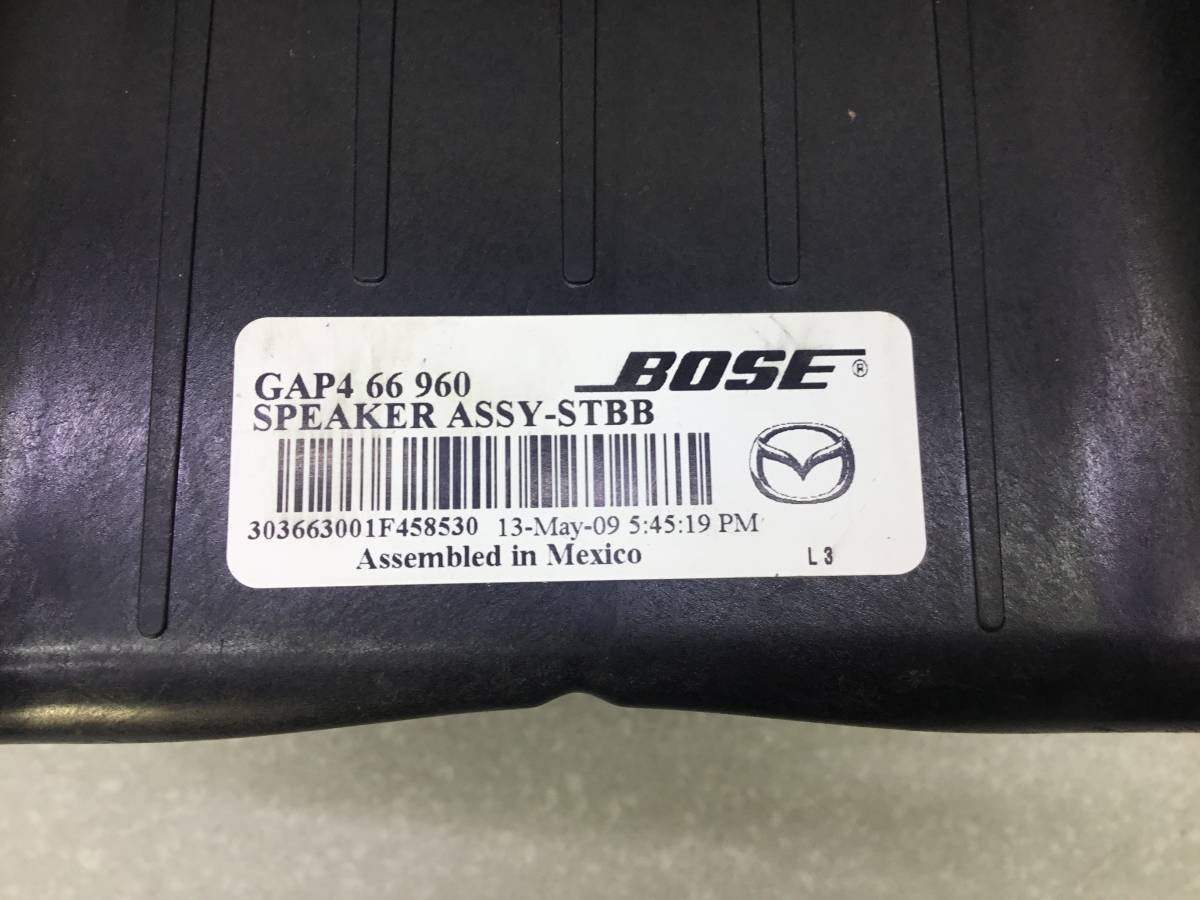 GAP4 66 960
BOSE®
SPEAKER ASSY-STBB
303663001F458530 13-May-09 5:45:19 PM
Assembled in Mexico
L3